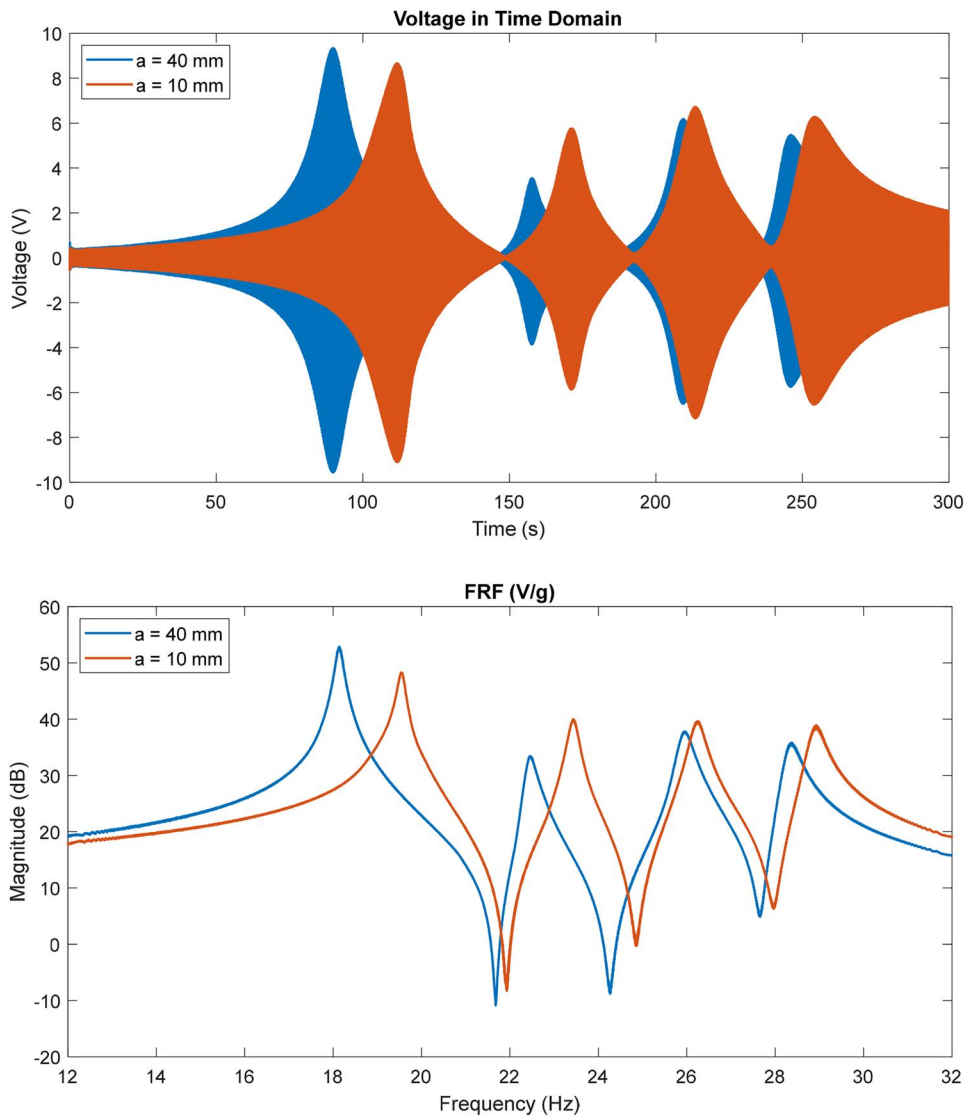 Voltage in Time Domain
10
8
6
4
2
0
-2
-4
-6
-8
-10
Voltage (V)
a = 40 mm
a = 10 mm
0 50 100 150 200 250 300
Time (s)
FRF (V/g)
60
50
40
30
20
10
0
-10
-20
Magnitude (dB)
a = 40 mm
a = 10 mm
12 14 16 18 20 22 24 26 28 30 32
Frequency (Hz)